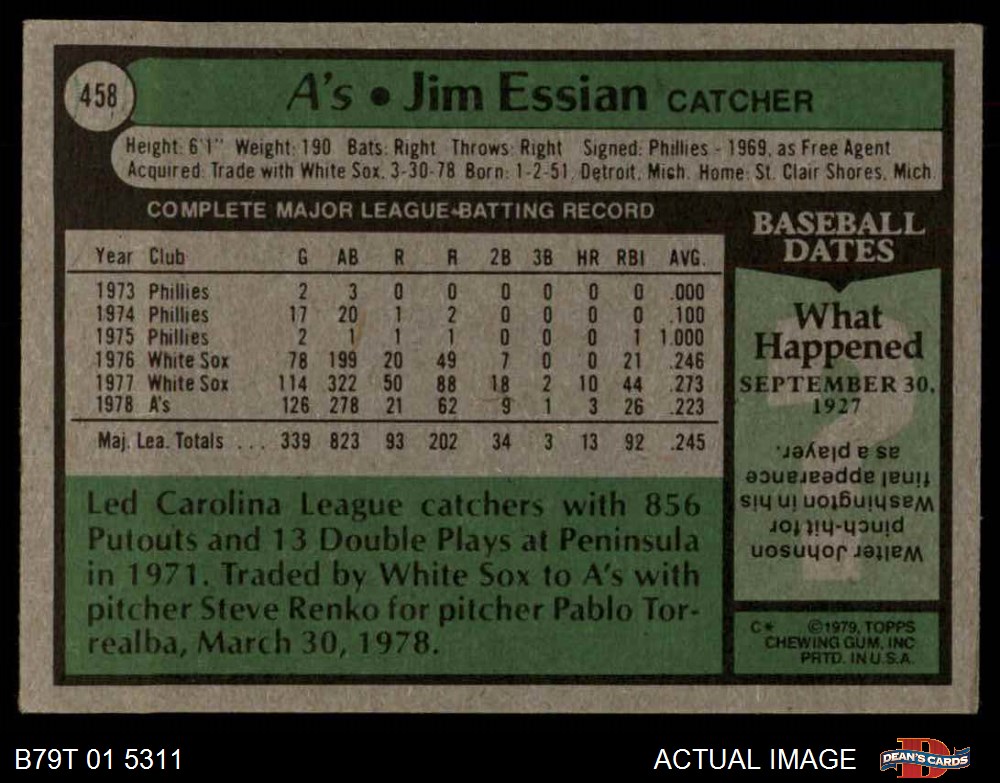 458
A's • Jim Essian CATCHER
Height: 6'1" Weight: 190 Bats: Right Throws: Right Signed: Phillies - 1969, as Free Agent
Acquired: Trade with White Sox, 3-30-78 Born: 1-2-51, Detroit, Mich. Home: St. Clair Shores, Mich.
COMPLETE MAJOR LEAGUE BATTING RECORD
Year Club G AB R R 2B 3B HR RBI AVG.
1973 Phillies 2 3 0 0 0 0 0 0 .000
1974 Phillies 17 20 1 2 0 0 0 0 .100
1975 Phillies 2 1 1 1 0 0 0 1 1.000
1976 White Sox 78 199 20 49 7 0 0 21 .246
1977 White Sox 114 322 50 88 18 2 10 44 .273
1978 A's 126 278 21 62 9 1 3 26 .223
Maj. Lea. Totals ... 339 823 93 202 34 3 13 92 .245
Led Carolina League catchers with 856
Putouts and 13 Double Plays at Peninsula
in 1971. Traded by White Sox to A's with
pitcher Steve Renko for pitcher Pablo Tor-
realba, March 30, 1978.
BASEBALL
DATES
What
Happened
SEPTEMBER 30,
1927
Walter Johnson
pinch-hit for
Washington in his
final appearance
as a player.
C* ©1979, TOPPS
CHEWING GUM, INC
PRTD. IN U.S.A.
B79T 01 5311
ACTUAL IMAGE
DEAN'S CARDS